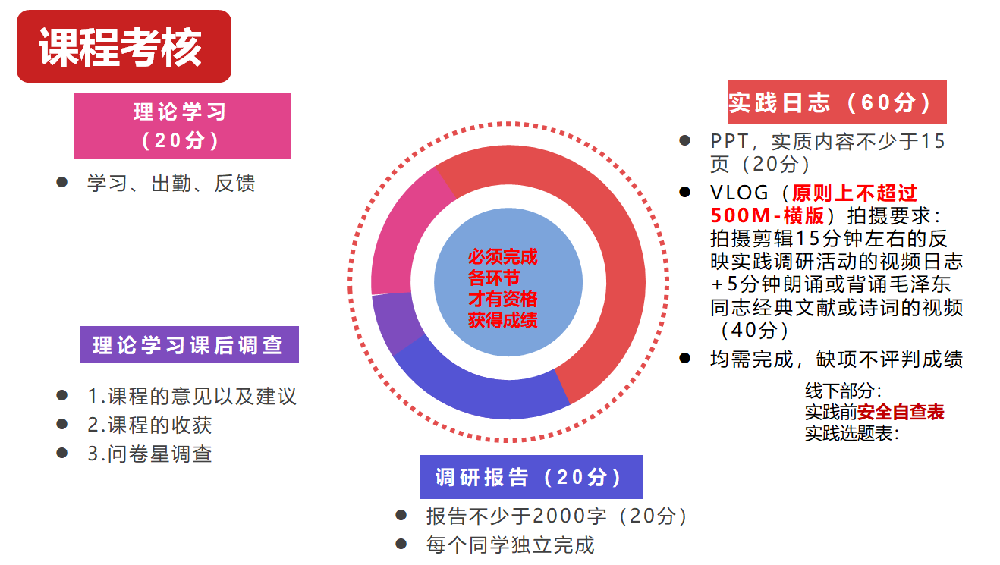 课程考核
理论学习
（20分）
学习、出勤、反馈
理论学习课后调查
1.课程的意见以及建议
2.课程的收获
3.问卷星调查
必须完成
各环节
才有资格
获得成绩
调研报告（20分）
报告不少于2000字（20分）
每个同学独立完成
实践日志（60分）
PPT，实质内容不少于15
页（20分）
VLOG（原则上不超过
500M-横版）拍摄要求：
拍摄剪辑15分钟左右的反
映实践调研活动的视频日志
+5分钟朗诵或背诵毛泽东
同志经典文献或诗词的视频
（40分）
均需完成，缺项不评判成绩
线下部分：
实践前安全自查表
实践选题表：